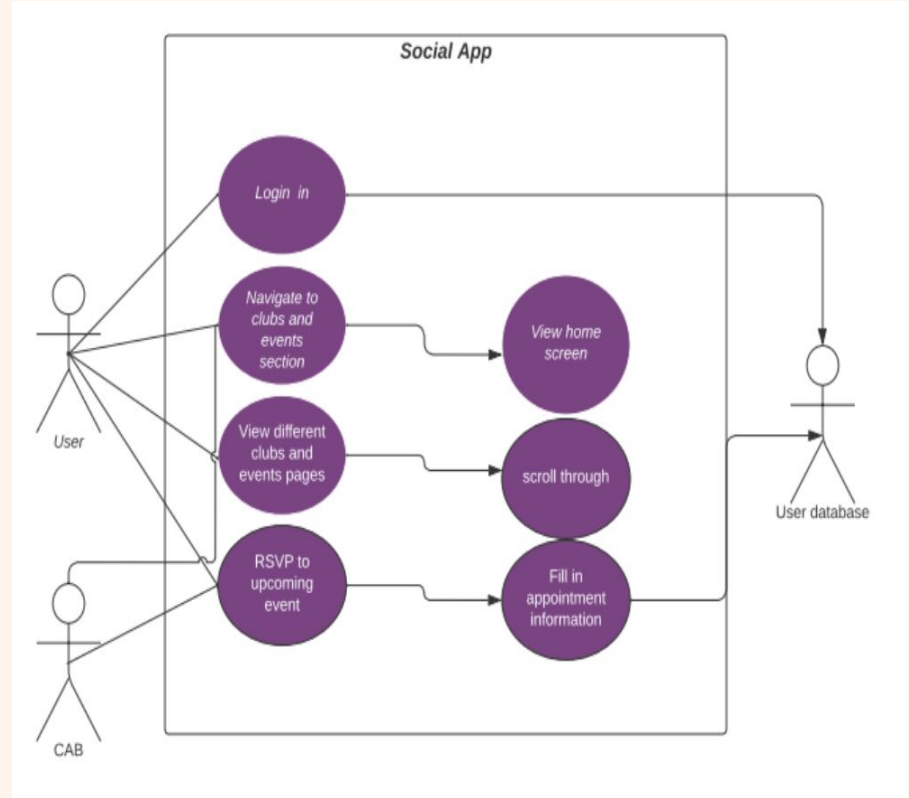 Social App
Login in
Navigate to
clubs and
events
section
View home
screen
User
View different
clubs and
events pages
scroll through
User database
RSVP to
upcoming
event
Fill in
appointment
information
CAB